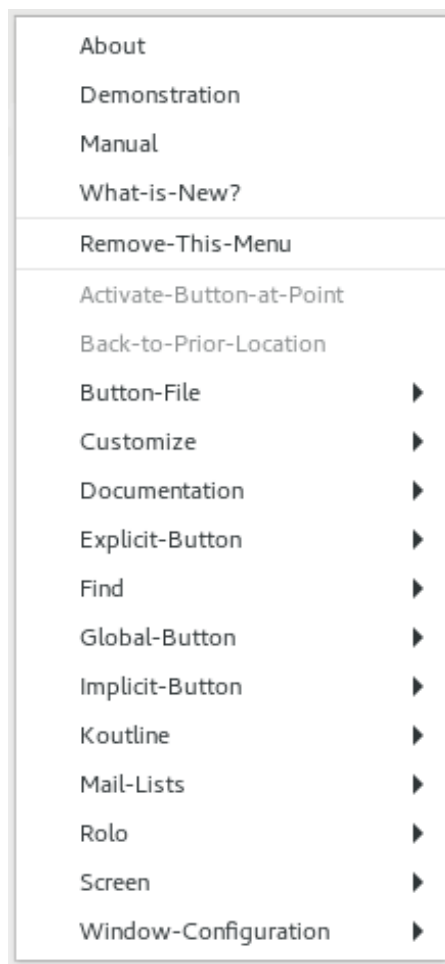 About
Demonstration
Manual
What-is-New?
Remove-This-Menu
Activate-Button-at-Point
Back-to-Prior-Location
Button-File
Customize
Documentation
Explicit-Button
Find
Global-Button
Implicit-Button
Koutline
Mail-Lists
Rolo
Screen
Window-Configuration